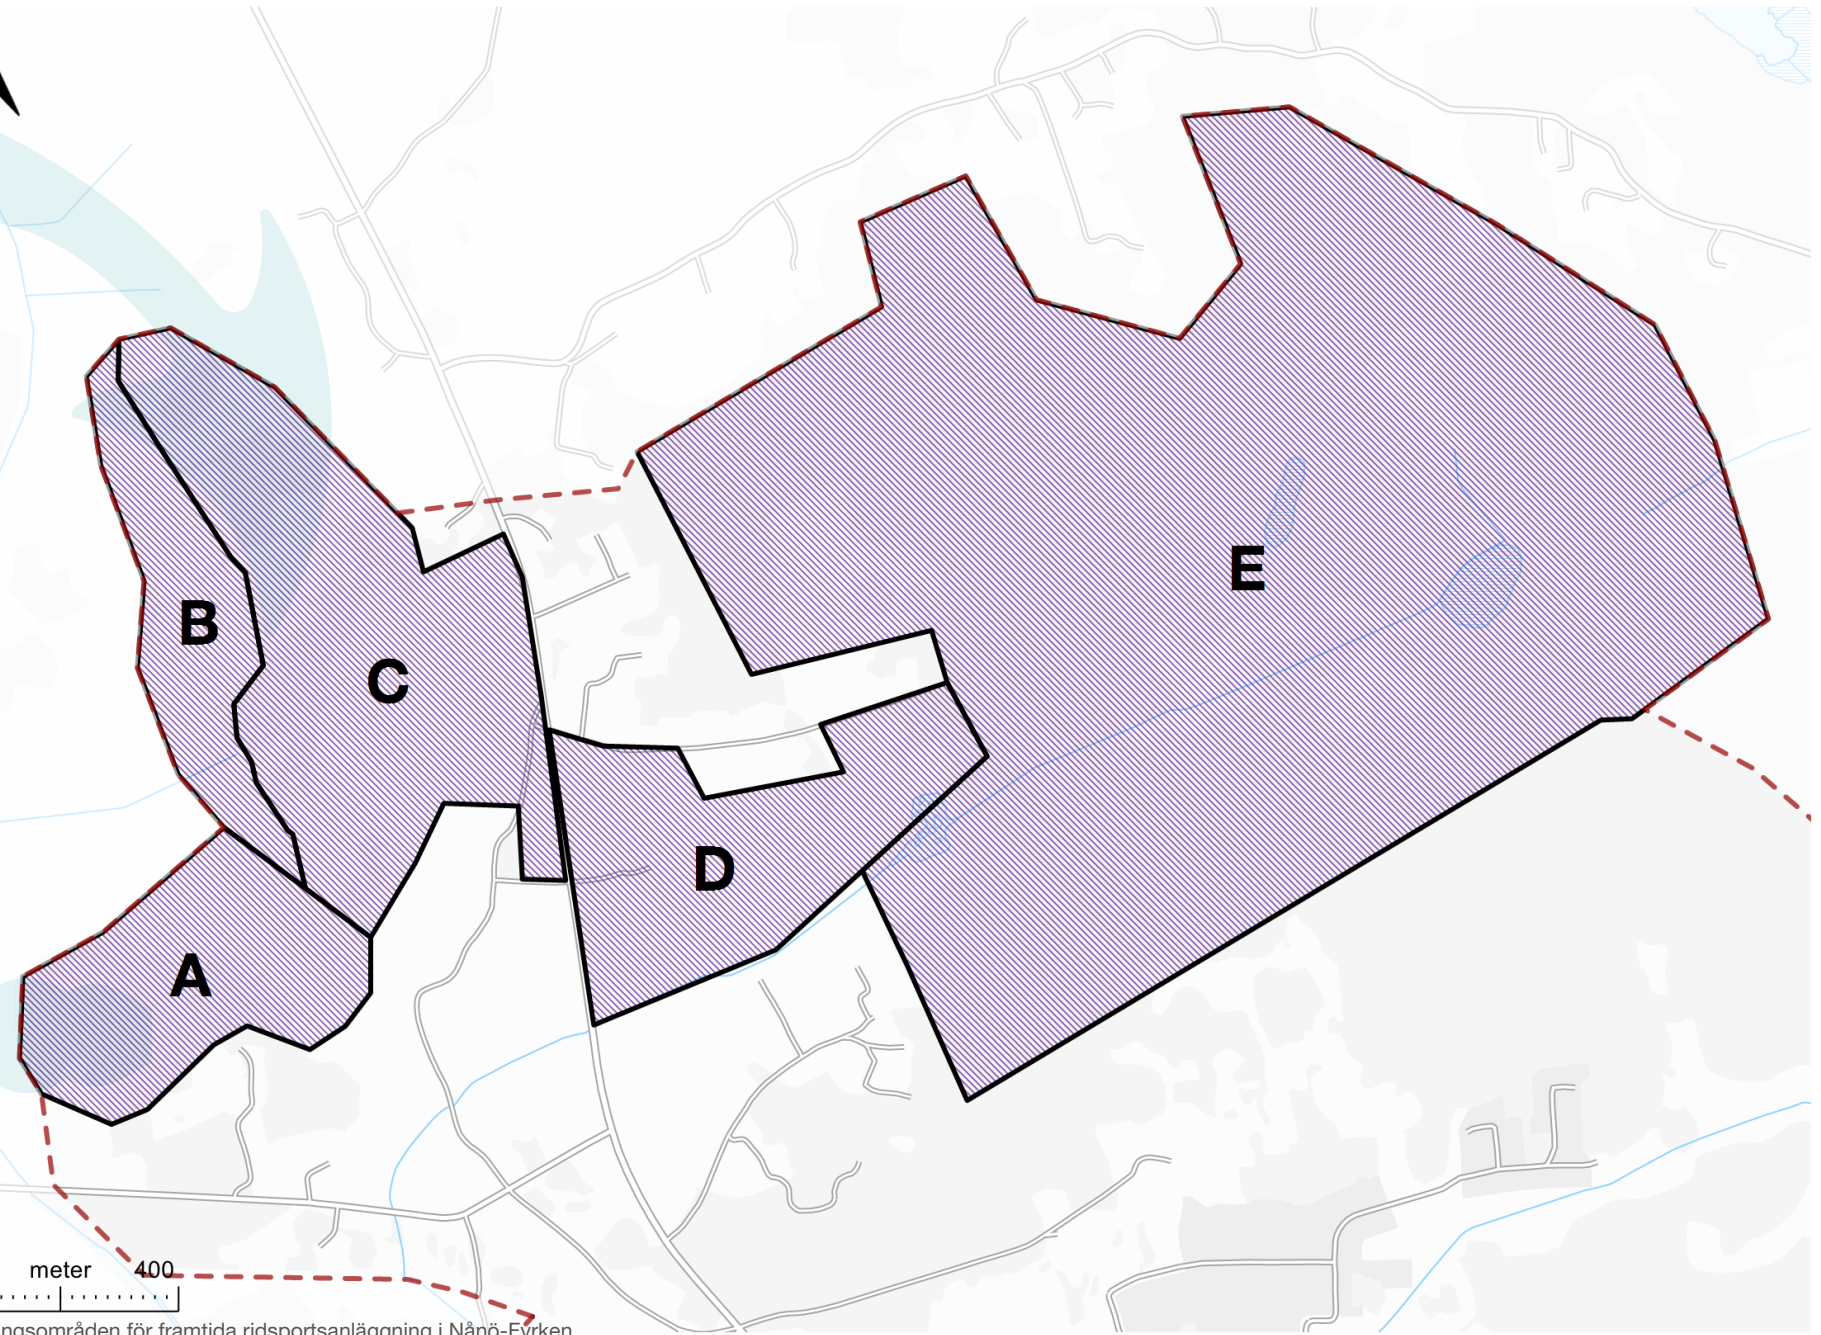 E
B
C
D
A
meter 400
ngsområden för framtida ridsportsanläggning i Nånö-Fyrken